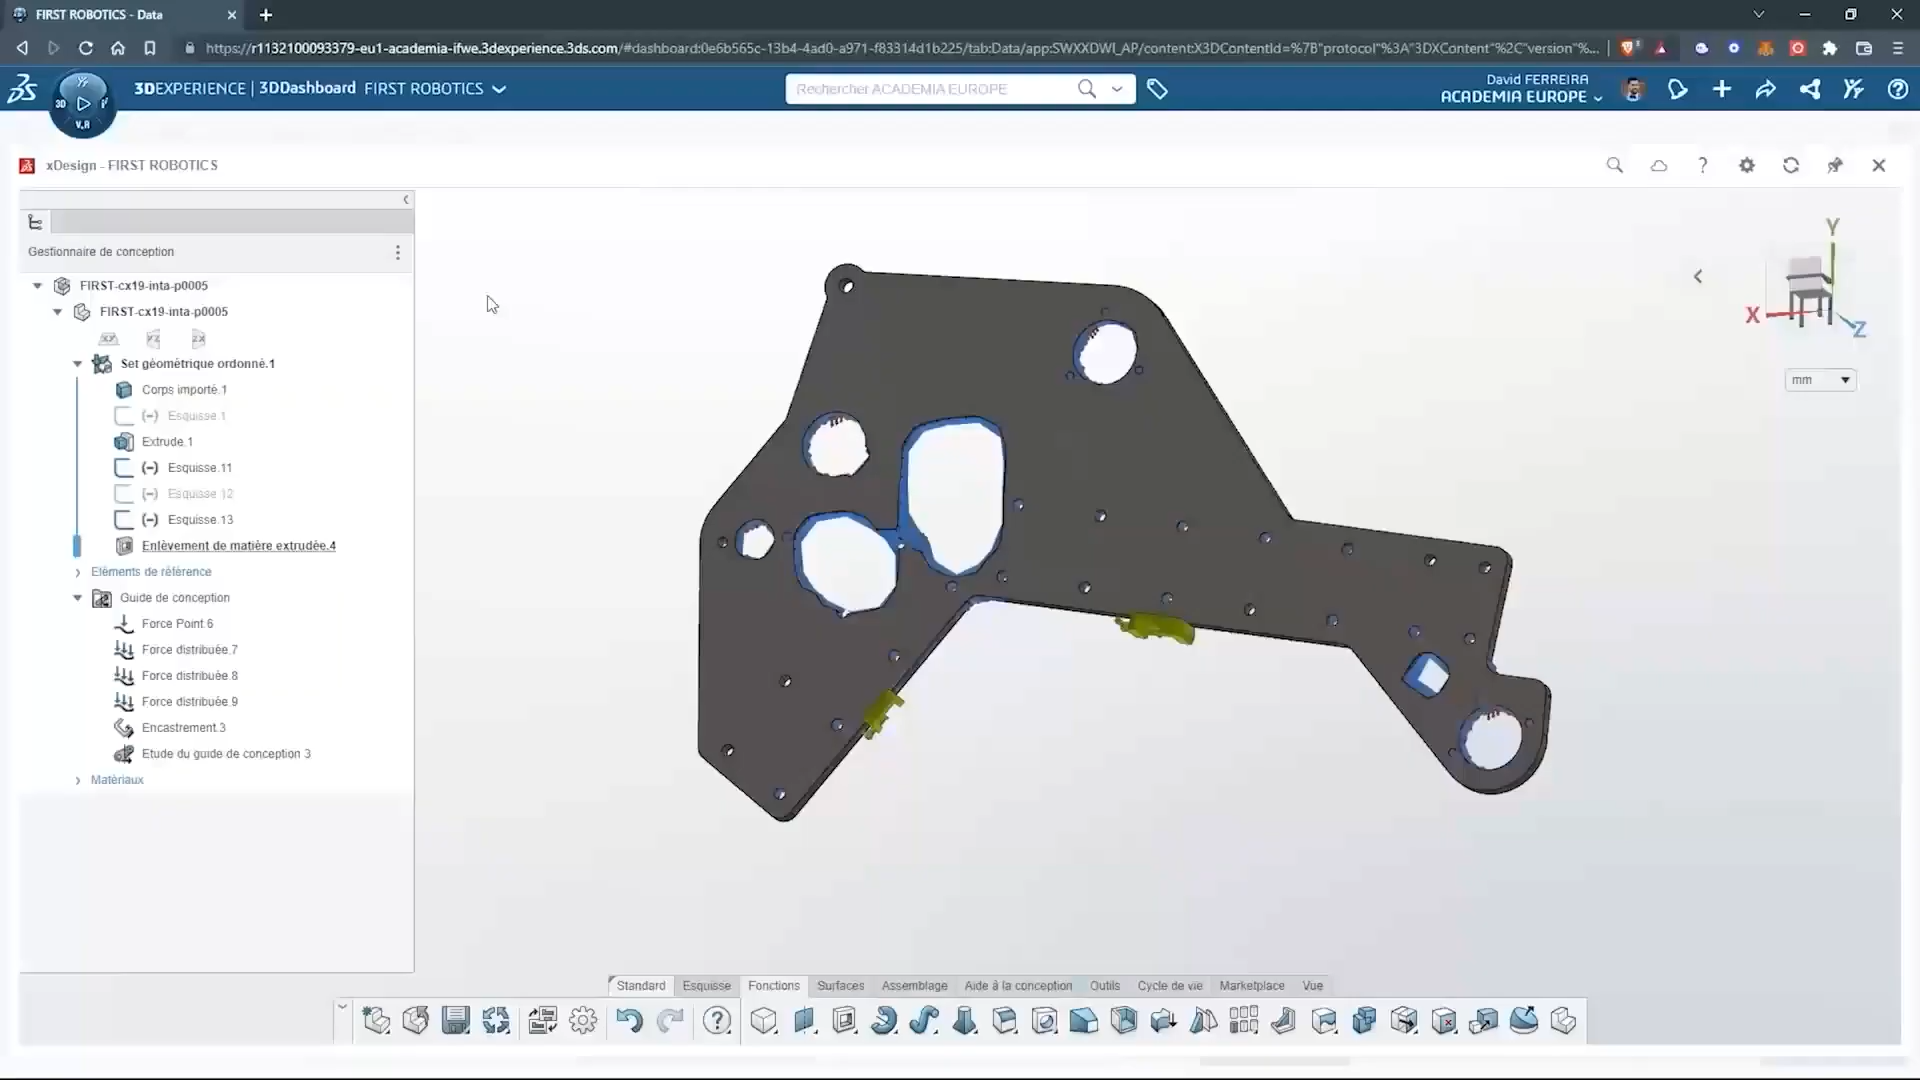 FIRST ROBOTICS - Data
https://r1132100093379-eu1-academia-ifwe.3dexperience.3ds.com/#dashboard:0e6b565c-13b4-4ad0-a971-f83314d1b225/tab:Data/app:SWXXDWI_AP/content:X3DContentId=%7B"protocol"%3A"3DXContent"%2C"version"%...
3DEXPERIENCE | 3DDashboard FIRST ROBOTICS
Rechercher ACADEMIA EUROPE
David FERREIRA
ACADEMIA EUROPE
3D
V.R
xDesign - FIRST ROBOTICS
Gestionnaire de conception
FIRST-cx19-inta-p0005
FIRST-cx19-inta-p0005
XY YZ ZX
Set géométrique ordonné.1
Corps importé.1
(-) Esquisse.1
Extrude.1
(-) Esquisse.11
(-) Esquisse.12
(-) Esquisse.13
Enlèvement de matière extrudée.4
Eléments de référence
Guide de conception
Force Point.6
Force distribuée.7
Force distribuée.8
Force distribuée.9
Encastrement.3
Etude du guide de conception 3
Matériaux
Y
X
Z
mm
Standard Esquisse Fonctions Surfaces Assemblage Aide à la conception Outils Cycle de vie Marketplace Vue